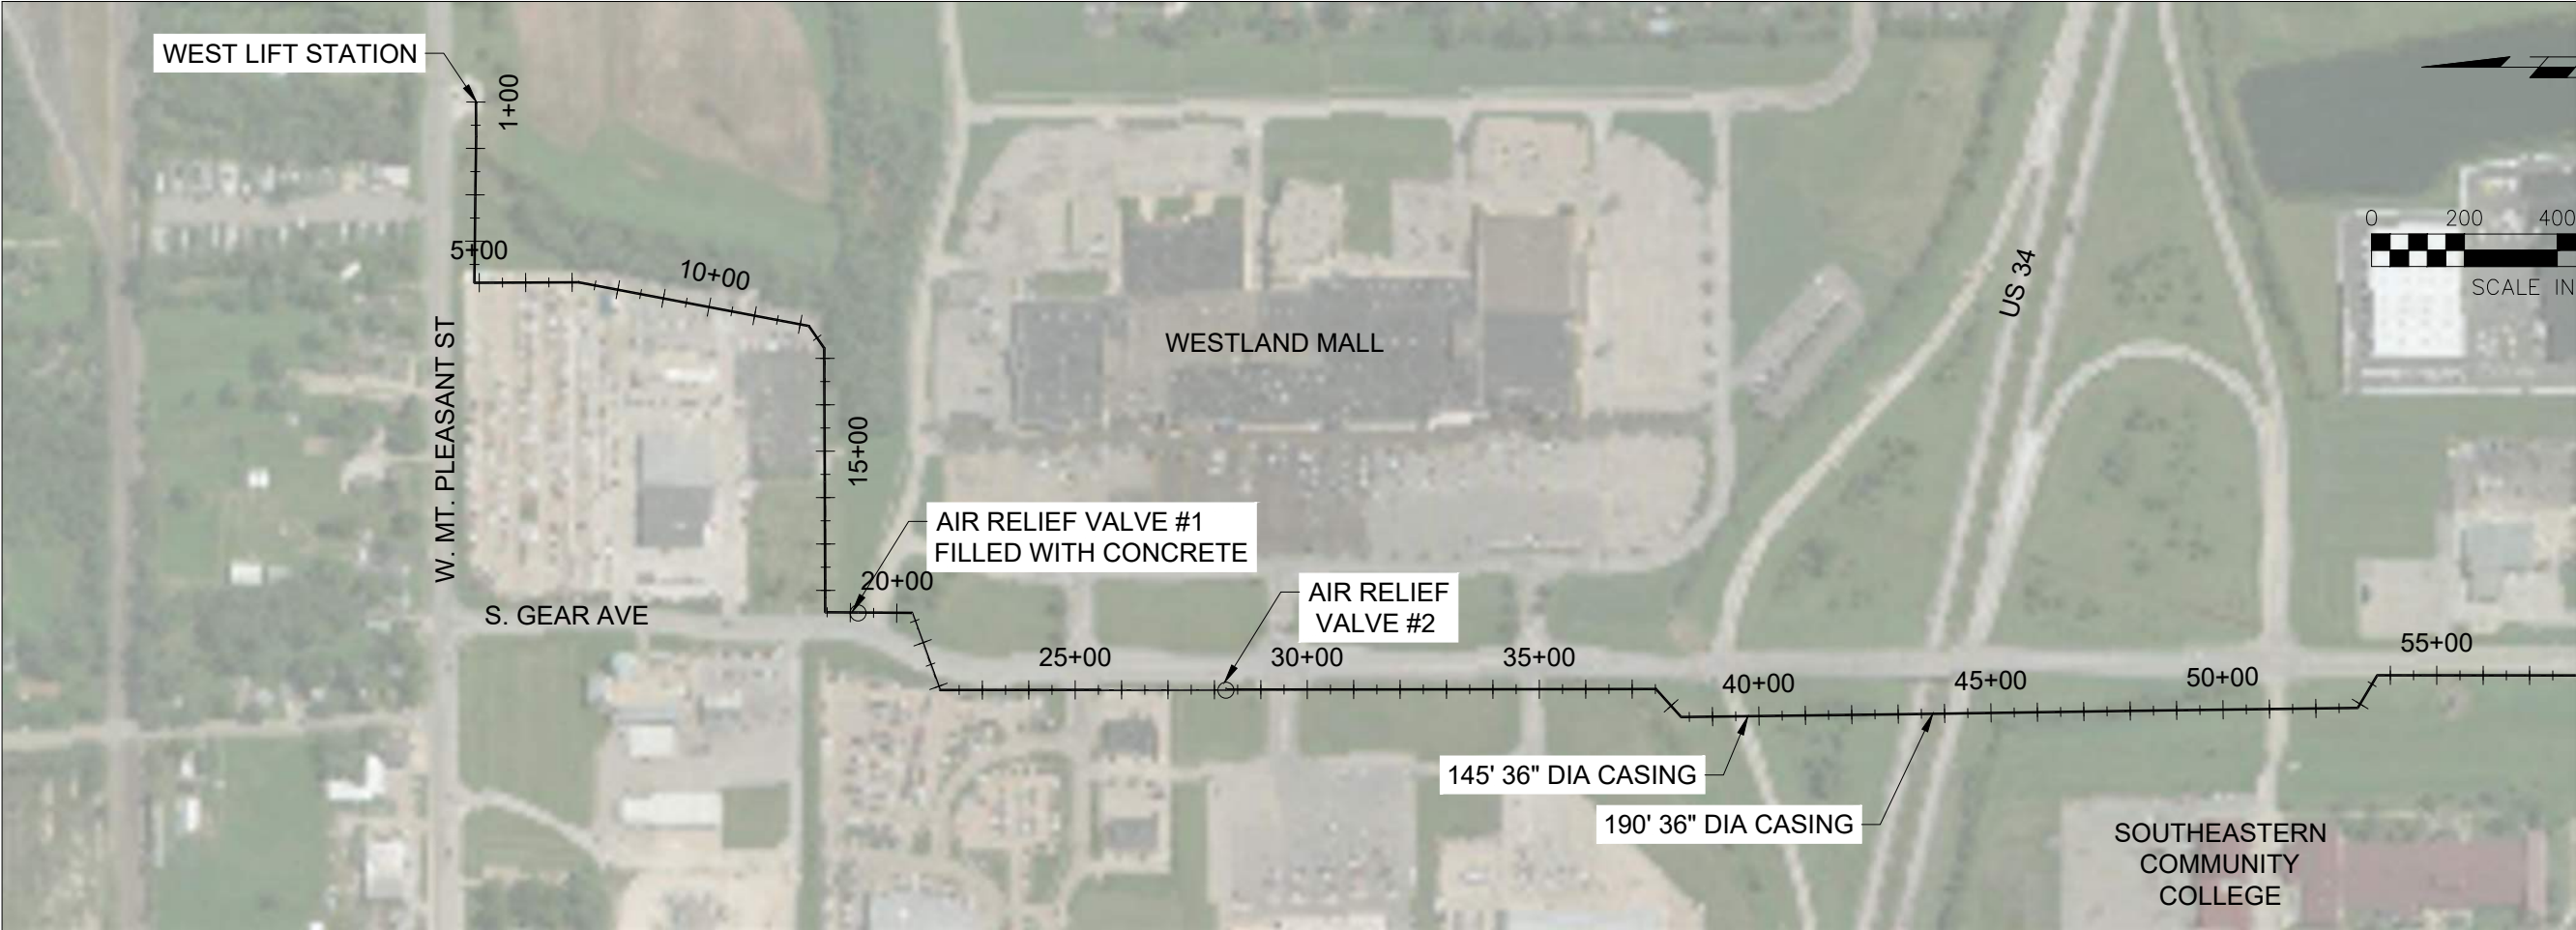 WEST LIFT STATION
1+00
5+00
10+00
W. MT. PLEASANT ST
15+00
WESTLAND MALL
US 34
0 200 400
SCALE IN
AIR RELIEF VALVE #1
FILLED WITH CONCRETE
20+00
S. GEAR AVE
AIR RELIEF
VALVE #2
25+00
30+00
35+00
40+00
45+00
50+00
55+00
145' 36" DIA CASING
190' 36" DIA CASING
SOUTHEASTERN
COMMUNITY
COLLEGE